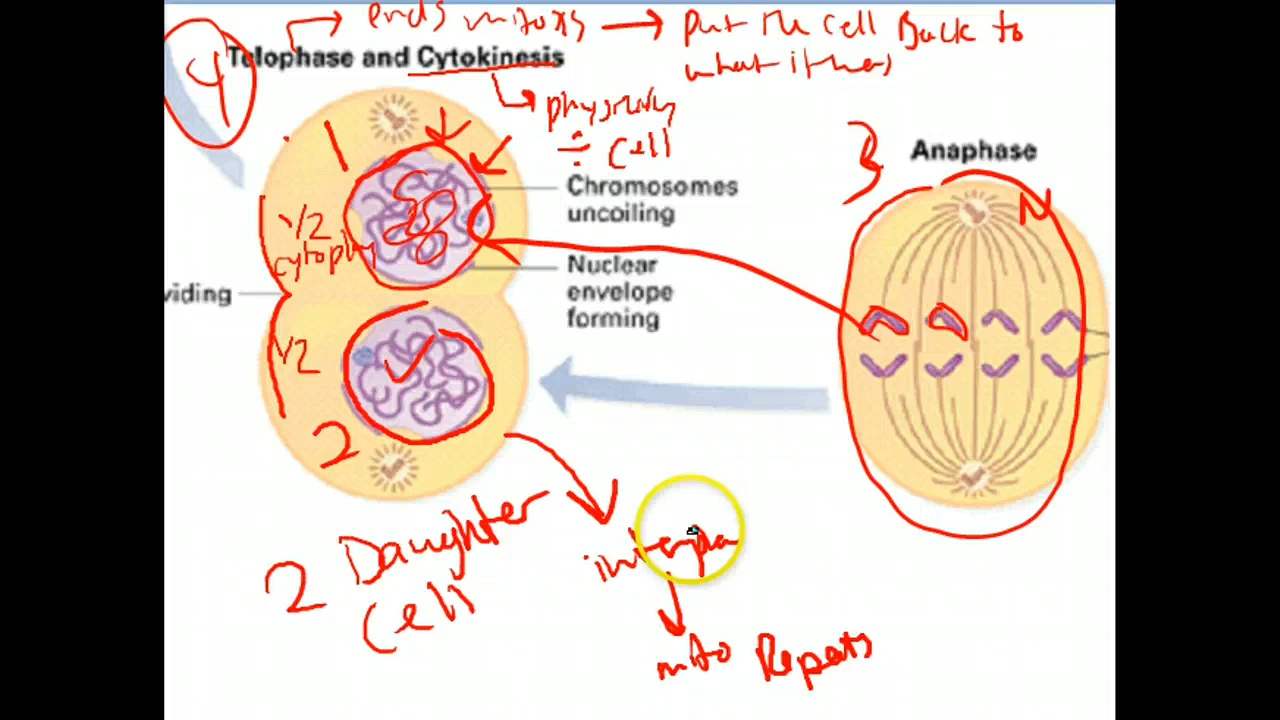 ends mitosis → Put the cell Back to
what it was
4
Telophase and Cytokinesis
physically
÷ Cell
3
Anaphase
N
1
Chromosomes
uncoiling
1/2
Nuclear
envelope
forming
viding
1/2
2
2 Daughter
Cell
mito Repeats